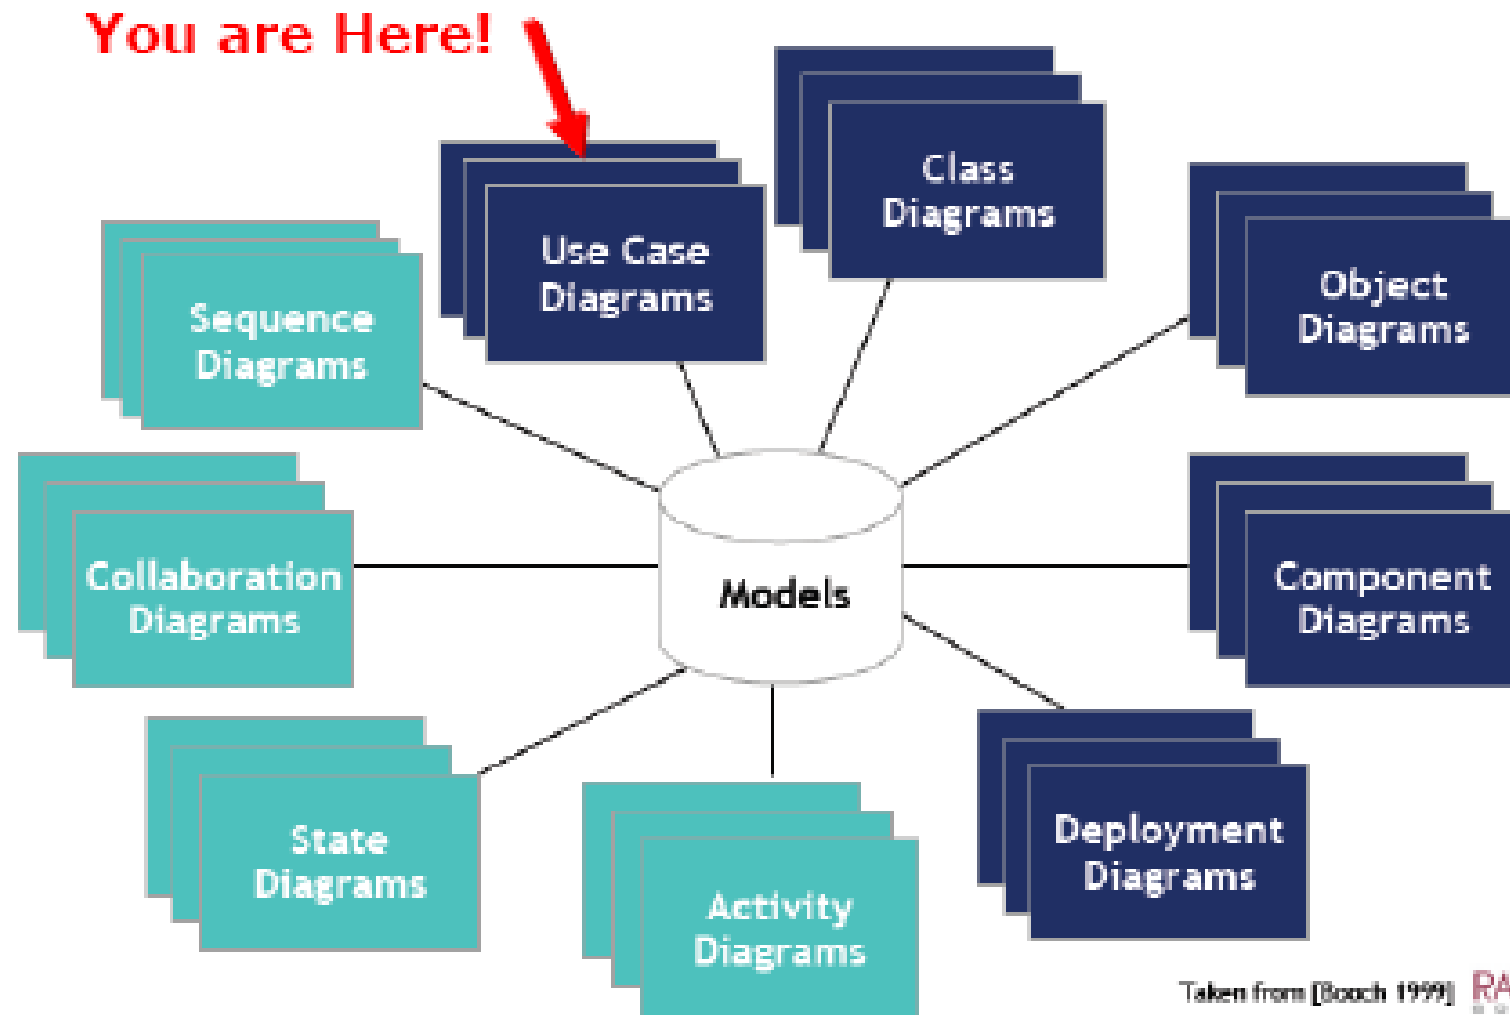 You are Here!
Class
Diagrams
Use Case
Diagrams
Object
Diagrams
Sequence
Diagrams
Collaboration
Diagrams
Models
Component
Diagrams
State
Diagrams
Activity
Diagrams
Deployment
Diagrams
Taken from [Booch 1999]
RA